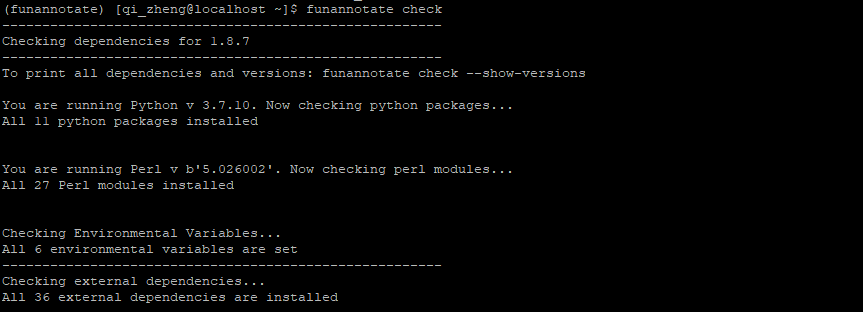 (funannotate) [qi_zheng@localhost ~]$ funannotate check
-------------------------------------------------------
Checking dependencies for 1.8.7
-------------------------------------------------------
To print all dependencies and versions: funannotate check --show-versions
You are running Python v 3.7.10. Now checking python packages...
All 11 python packages installed
You are running Perl v b'5.026002'. Now checking perl modules...
All 27 Perl modules installed
Checking Environmental Variables...
All 6 environmental variables are set
-------------------------------------------------------
Checking external dependencies...
All 36 external dependencies are installed